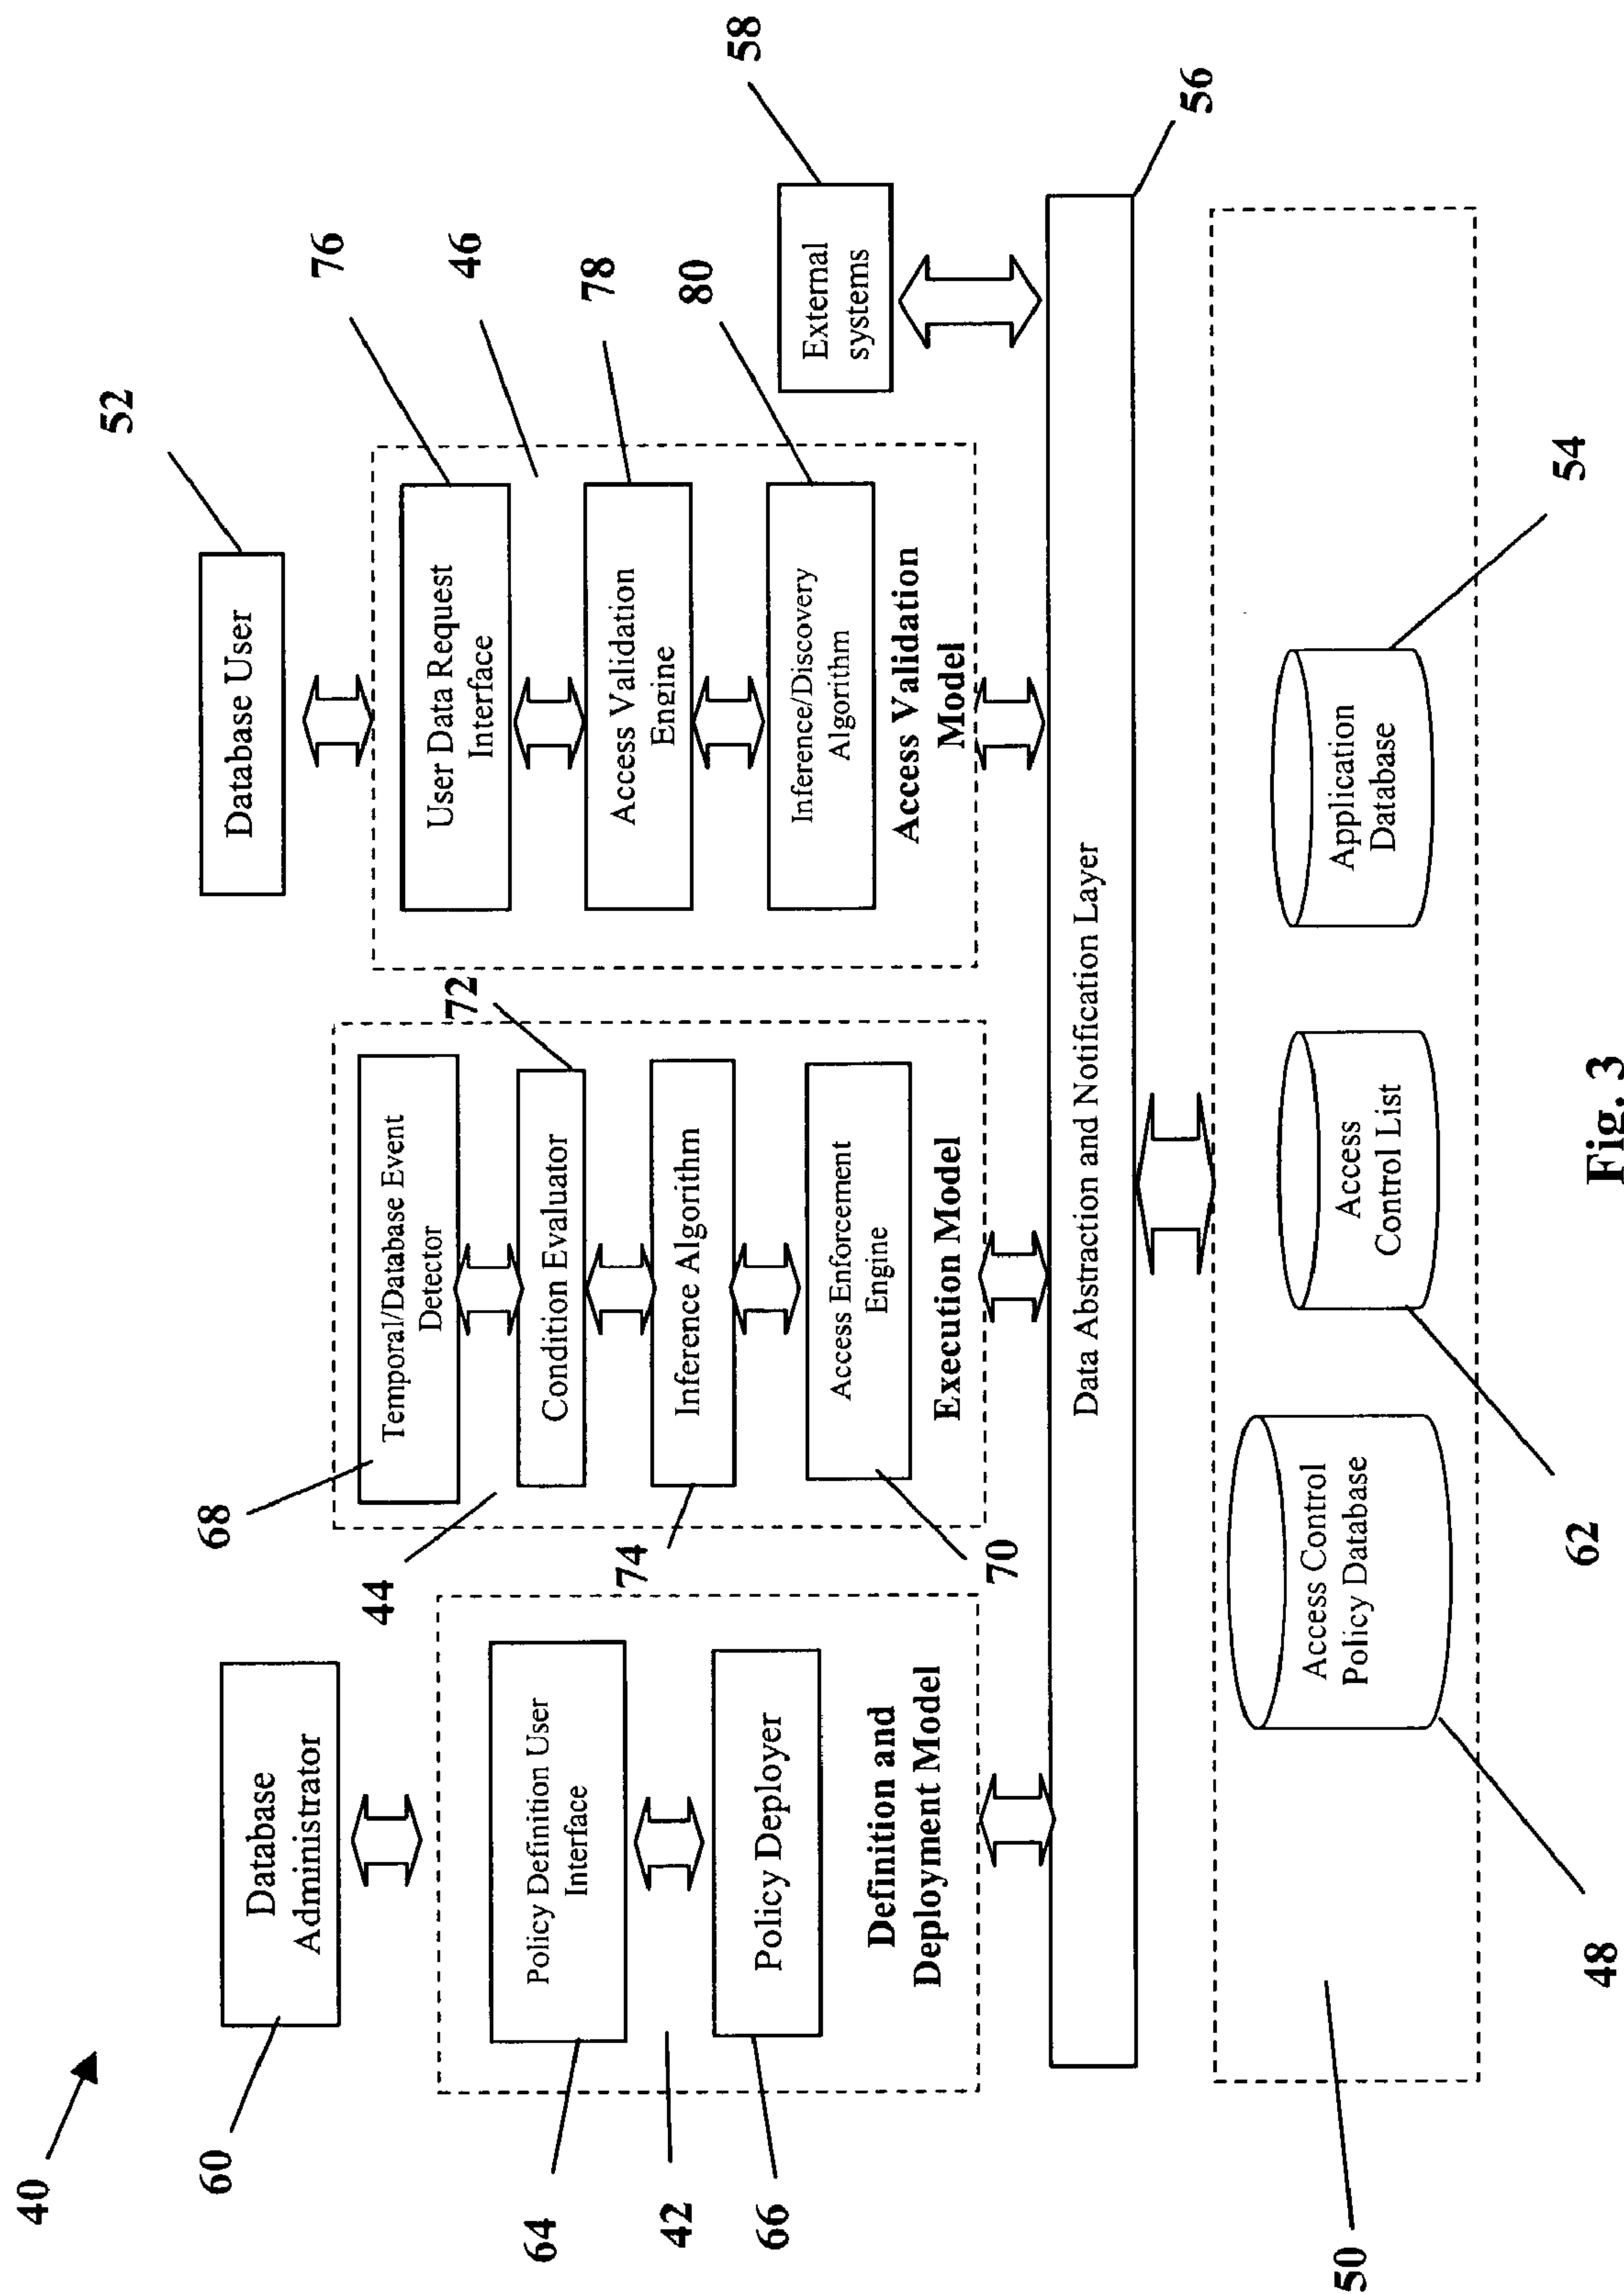 40
60
Database
Administrator
64
Policy Definition User
Interface
42
66
Policy Deployer
Definition and
Deployment Model
68
Temporal/Database Event
Detector
44
72
Condition Evaluator
74
Inference Algorithm
70
Access Enforcement
Engine
Execution Model
52
Database User
76
User Data Request
Interface
46
78
Access Validation
Engine
80
Inference/Discovery
Algorithm
Access Validation
Model
58
External
systems
56
Data Abstraction and Notification Layer
50
48
Access Control
Policy Database
62
Access
Control List
54
Application
Database
Fig. 3